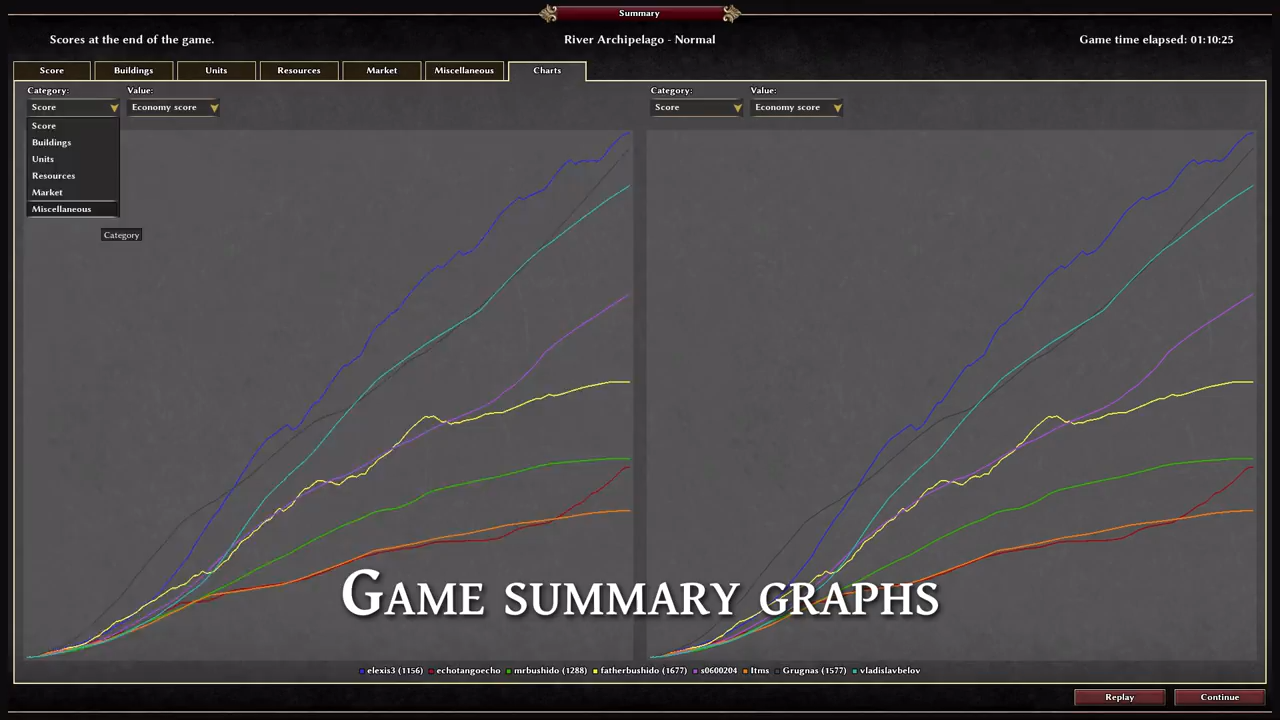 Summary
Scores at the end of the game.
River Archipelago - Normal
Game time elapsed: 01:10:25
Score
Buildings
Units
Resources
Market
Miscellaneous
Charts
Category:
Value:
Score
Economy score
Score
Buildings
Units
Resources
Market
Miscellaneous
Category
Category:
Value:
Score
Economy score
Game summary graphs
elexis3 (1156) echotangoecho mrbushido (1288) fatherbushido (1677) s0600204 Itms Grugnas (1577) vladislavbelov
Replay
Continue